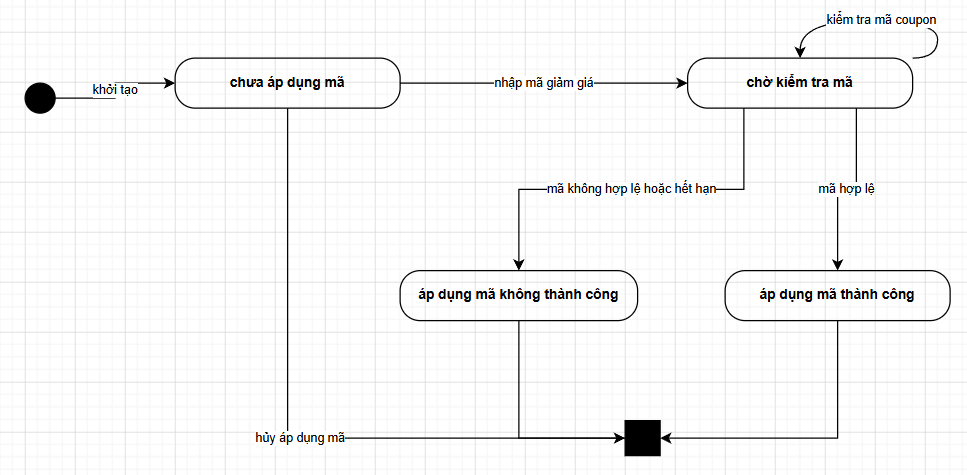 kiểm tra mã coupon
khởi tạo
chưa áp dụng mã
nhập mã giảm giá
chờ kiểm tra mã
mã không hợp lệ hoặc hết hạn
mã hợp lệ
áp dụng mã không thành công
áp dụng mã thành công
hủy áp dụng mã